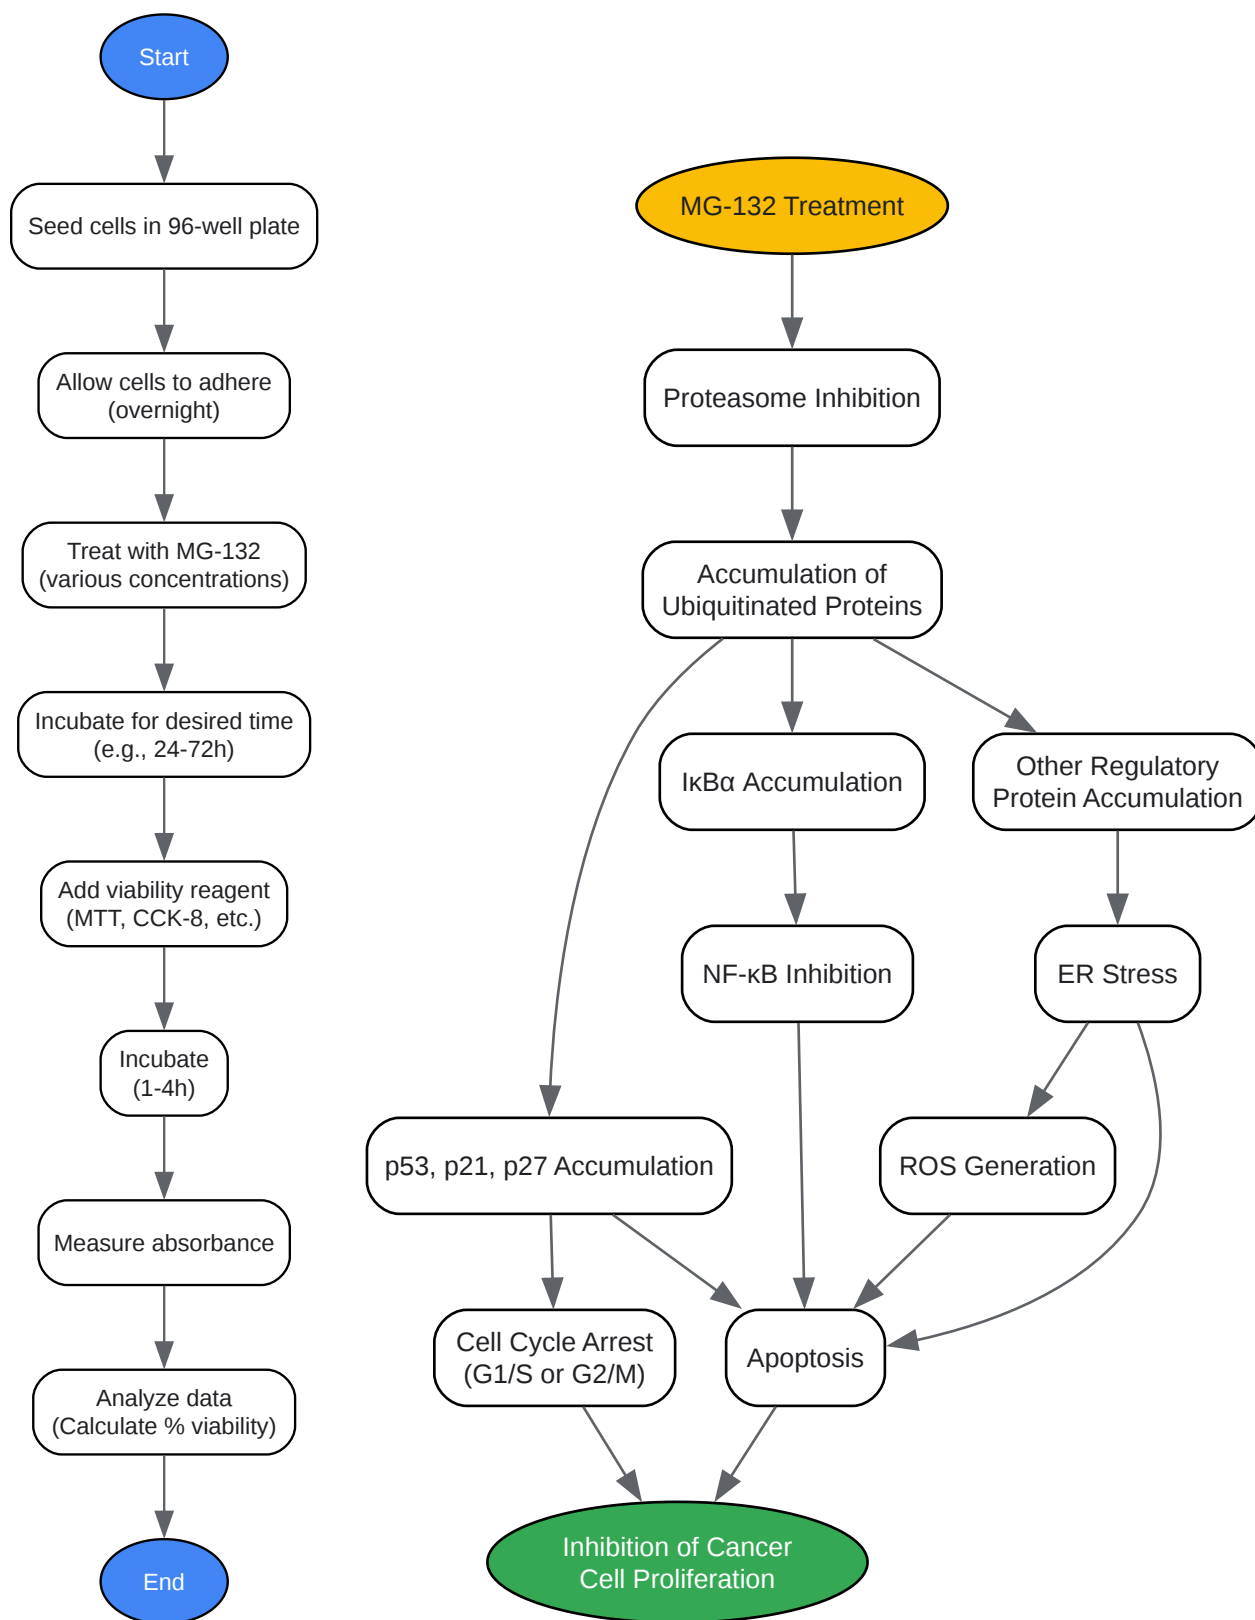 Start
Seed cells in 96-well plate
Allow cells to adhere
(overnight)
Treat with MG-132
(various concentrations)
Incubate for desired time
(e.g., 24-72h)
Add viability reagent
(MTT, CCK-8, etc.)
Incubate
(1-4h)
Measure absorbance
Analyze data
(Calculate % viability)
End
MG-132 Treatment
Proteasome Inhibition
Accumulation of
Ubiquitinated Proteins
IκBα Accumulation
Other Regulatory
Protein Accumulation
NF-κB Inhibition
ER Stress
p53, p21, p27 Accumulation
ROS Generation
Cell Cycle Arrest
(G1/S or G2/M)
Apoptosis
Inhibition of Cancer
Cell Proliferation